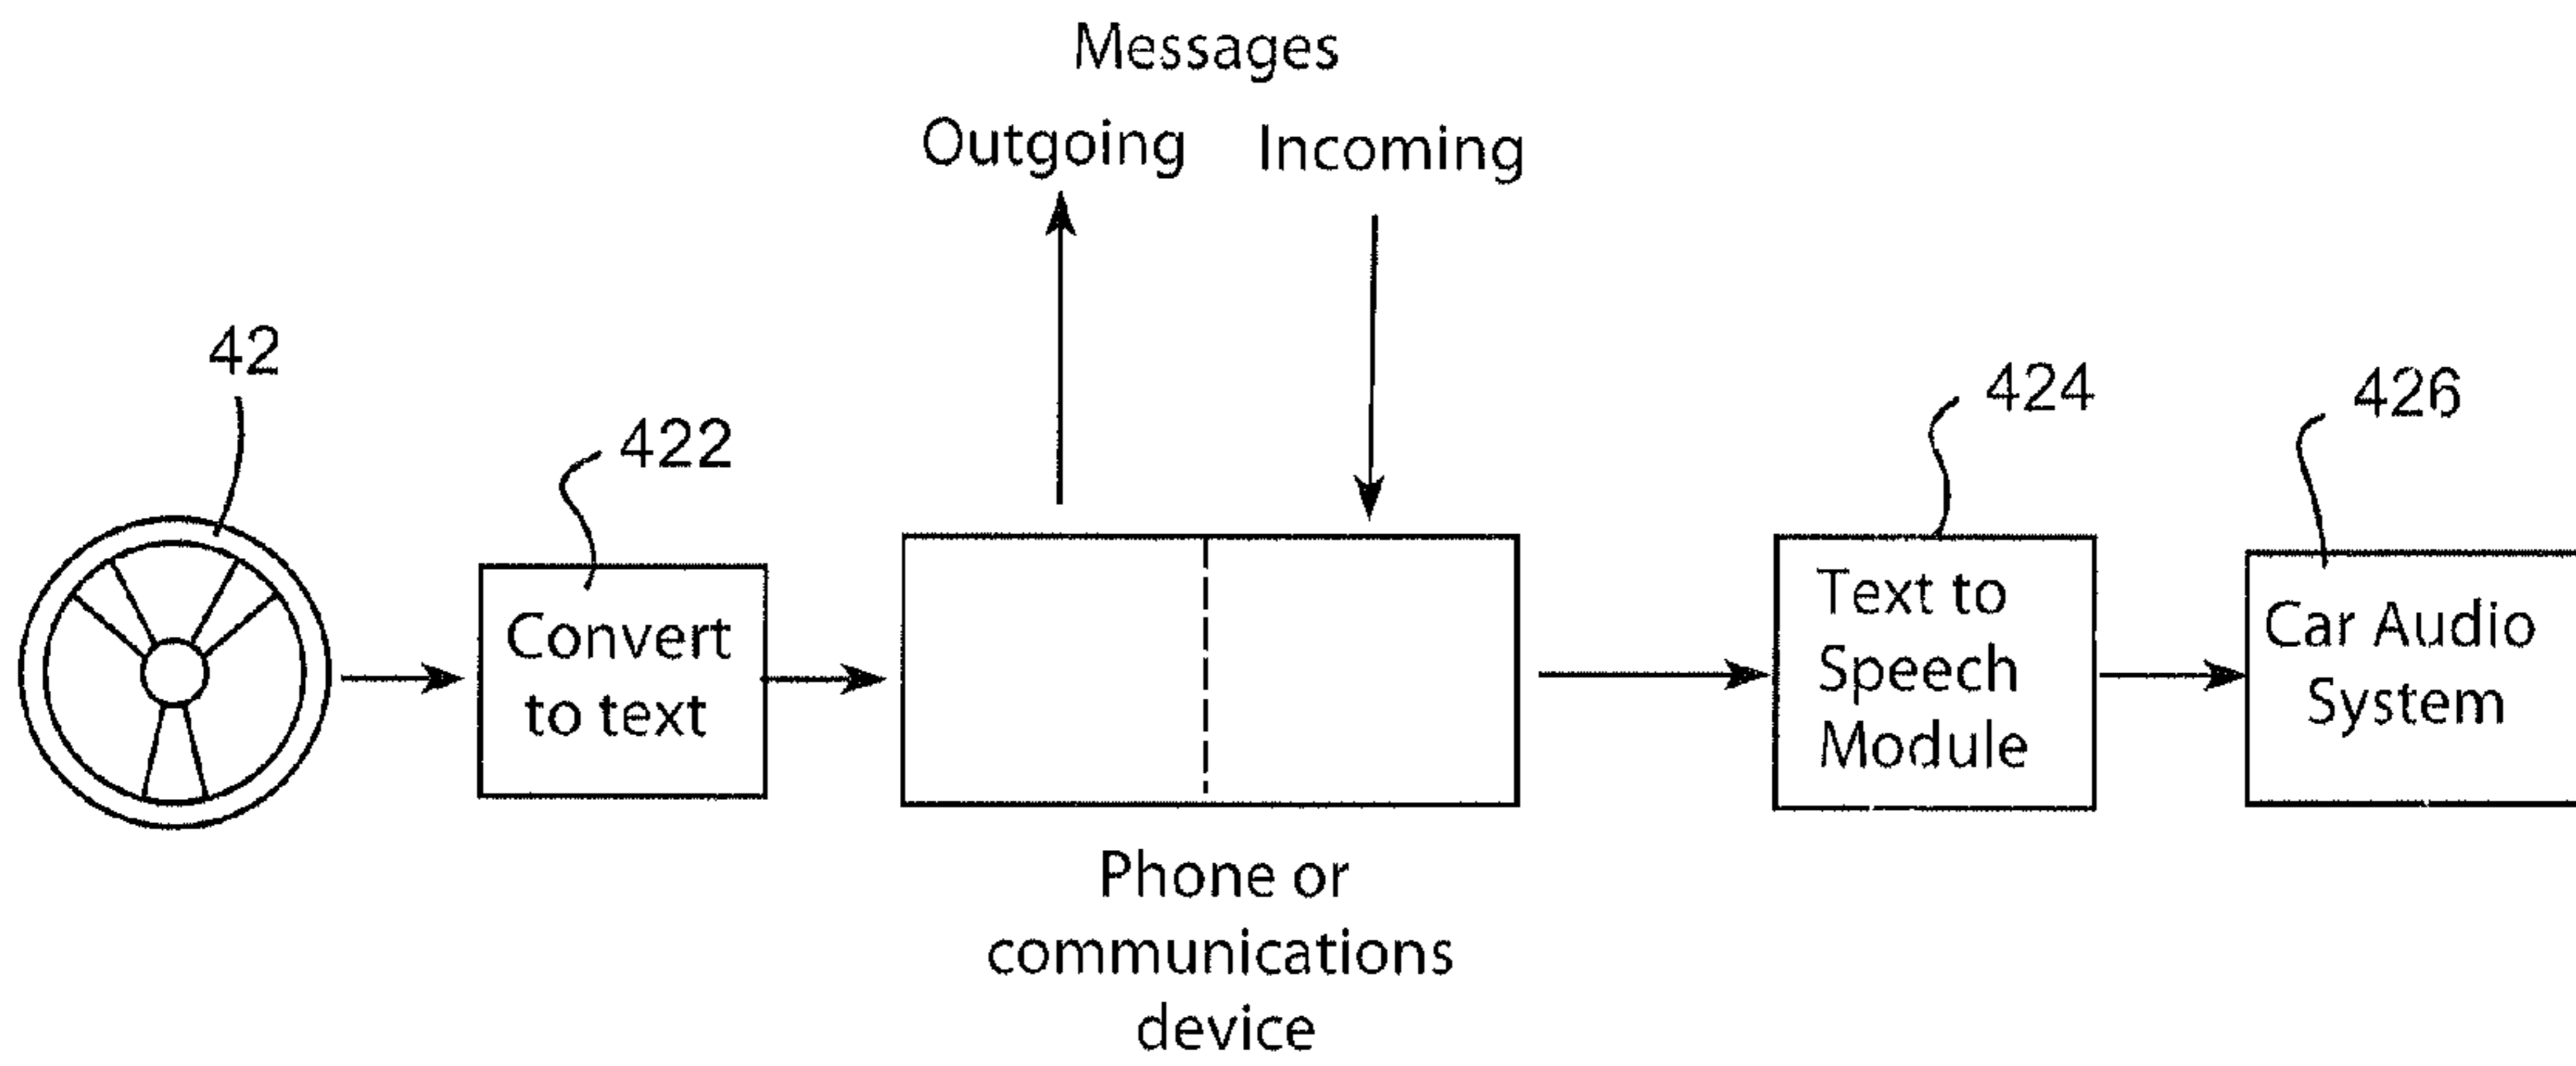 Messages
Outgoing Incoming
42
422
424
426
Convert
to text
Text to
Speech
Module
Car Audio
System
Phone or
communications
device